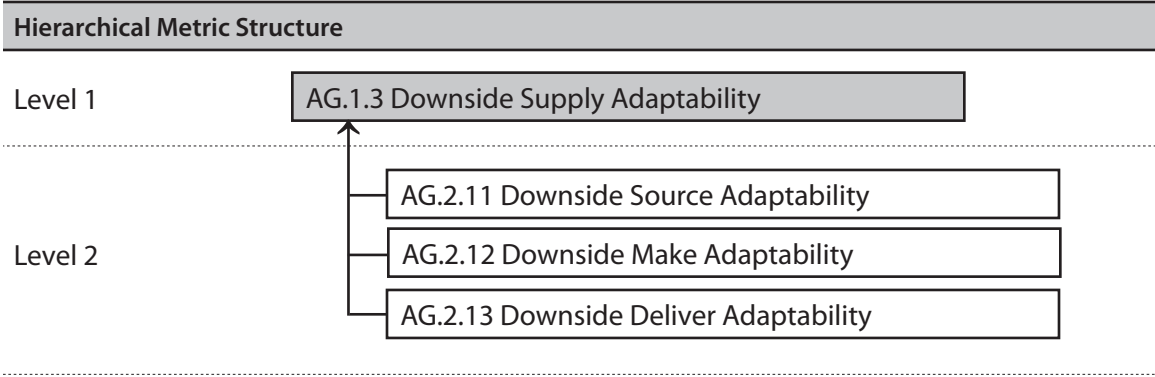 Hierarchical Metric Structure
Level 1
AG.1.3 Downside Supply Adaptability
Level 2
AG.2.11 Downside Source Adaptability
AG.2.12 Downside Make Adaptability
AG.2.13 Downside Deliver Adaptability